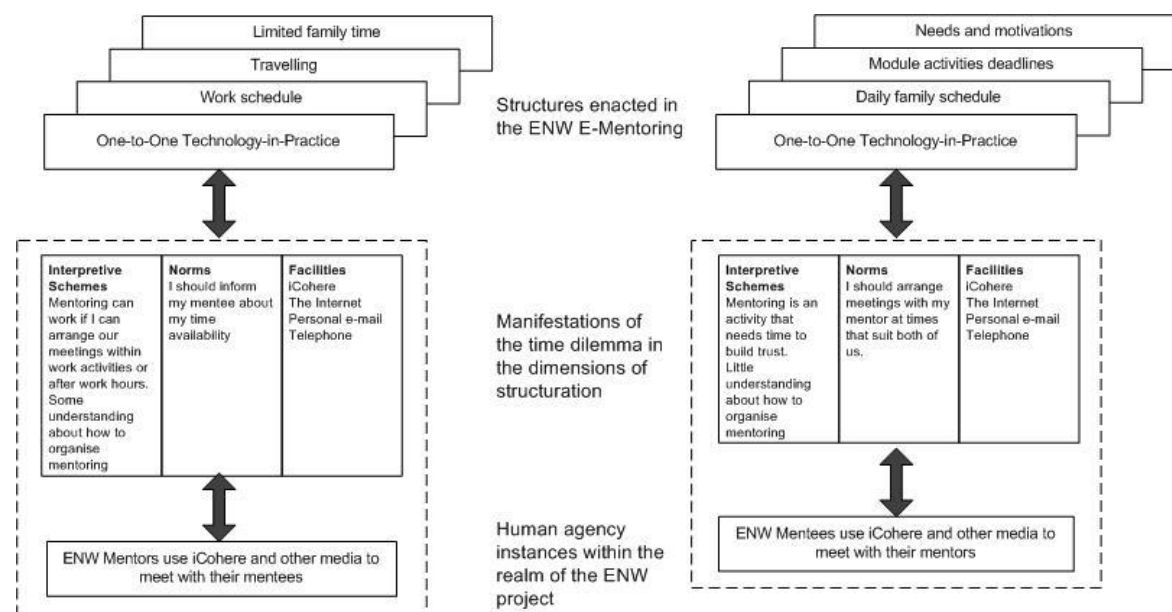 Limited family time
Travelling
Work schedule
One-to-One Technology-in-Practice
Structures enacted in
the ENW E-Mentoring
Needs and motivations
Module activities deadlines
Daily family schedule
One-to-One Technology-in-Practice
Interpretive
Schemes
Mentoring can
work if I can
arrange our
meetings within
work activities or
after work hours.
Some
understanding
about how to
organise
mentoring
Norms
I should inform
my mentee about
my time
availability
Facilities
iCohere
The Internet
Personal e-mail
Telephone
Manifestations of
the time dilemma in
the dimensions of
structuration
Interpretive
Schemes
Mentoring is an
activity that
needs time to
build trust.
Little
understanding
about how to
organise
mentoring
Norms
I should arrange
meetings with my
mentor at times
that suit both of
us.
Facilities
iCohere
The Internet
Personal e-mail
Telephone
ENW Mentors use iCohere and other media to
meet with their mentees
Human agency
instances within the
realm of the ENW
project
ENW Mentees use iCohere and other media to
meet with their mentors